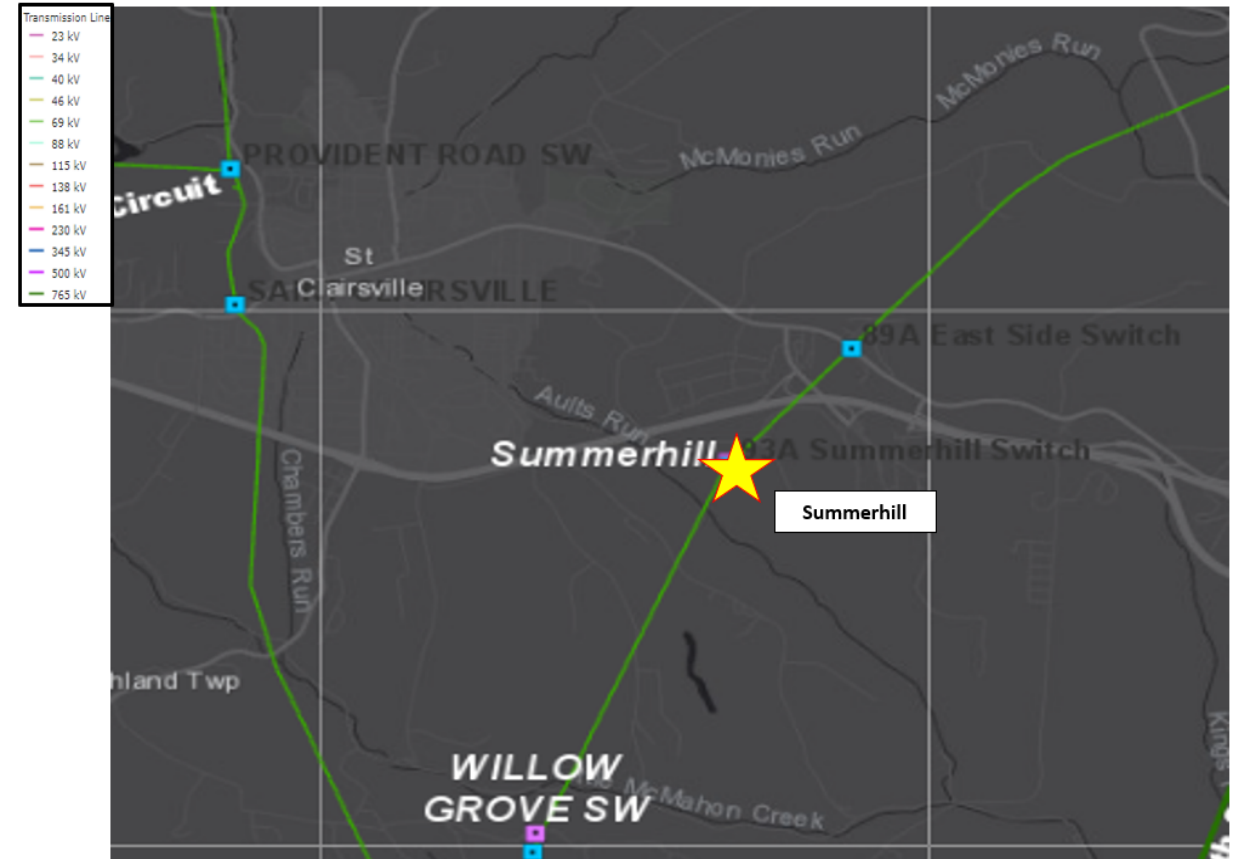 Transmission Line
23 kV
34 kV
40 kV
46 kV
69 kV
88 kV
115 kV
138 kV
161 kV
230 kV
345 kV
500 kV
765 kV
McMonies Run
McMonies Run
PROVIDENT ROAD SW
Circuit
St
Clairsville
CLAIRSVILLE
89A East Side Switch
Aults Run
Summerhill
93A Summerhill Switch
Summerhill
Chambers Run
hland Twp
WILLOW
GROVE SW
McMahon Creek
Kings